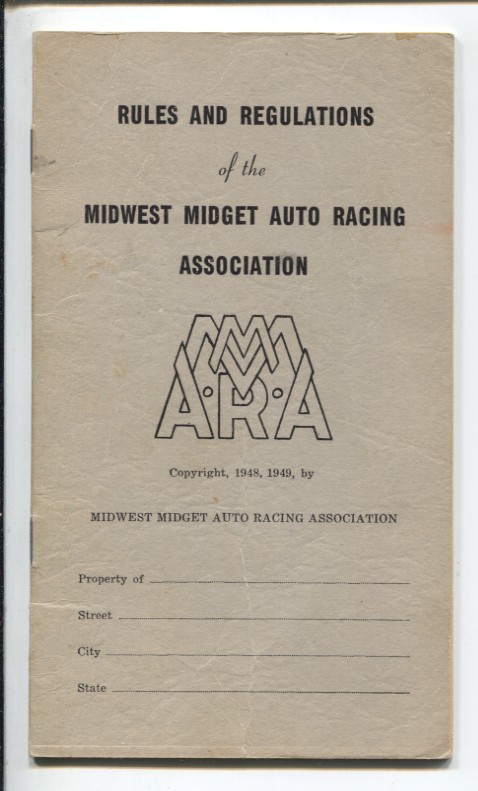 RULES AND REGULATIONS
of the
MIDWEST MIDGET AUTO RACING
ASSOCIATION
MM
A·R·A
Copyright, 1948, 1949, by
MIDWEST MIDGET AUTO RACING ASSOCIATION
Property of
Street
City
State